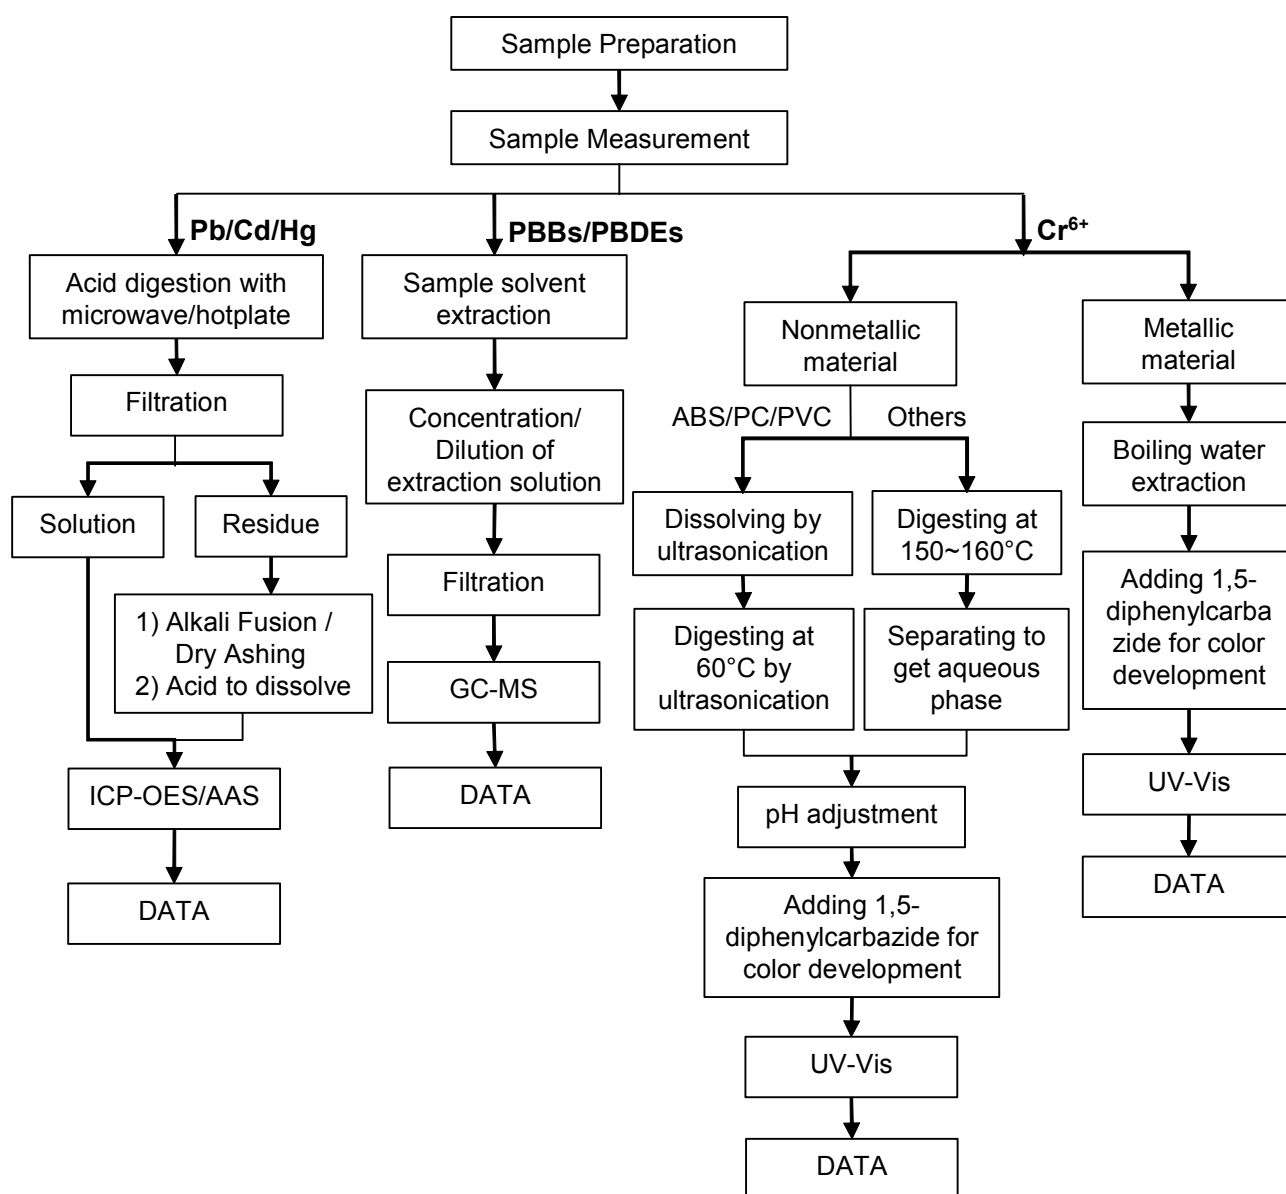 Sample Preparation
Sample Measurement
Pb/Cd/Hg
PBBs/PBDEs
Cr⁶⁺
Acid digestion with
microwave/hotplate
Filtration
Solution
Residue
1) Alkali Fusion /
Dry Ashing
2) Acid to dissolve
ICP-OES/AAS
DATA
Sample solvent
extraction
Concentration/
Dilution of
extraction solution
Filtration
GC-MS
DATA
Nonmetallic
material
ABS/PC/PVC
Others
Dissolving by
ultrasonication
Digesting at
60°C by
ultrasonication
Digesting at
150~160°C
Separating to
get aqueous
phase
pH adjustment
Adding 1,5-
diphenylcarbazide for
color development
UV-Vis
DATA
Metallic
material
Boiling water
extraction
Adding 1,5-
diphenylcarba
zide for color
development
UV-Vis
DATA